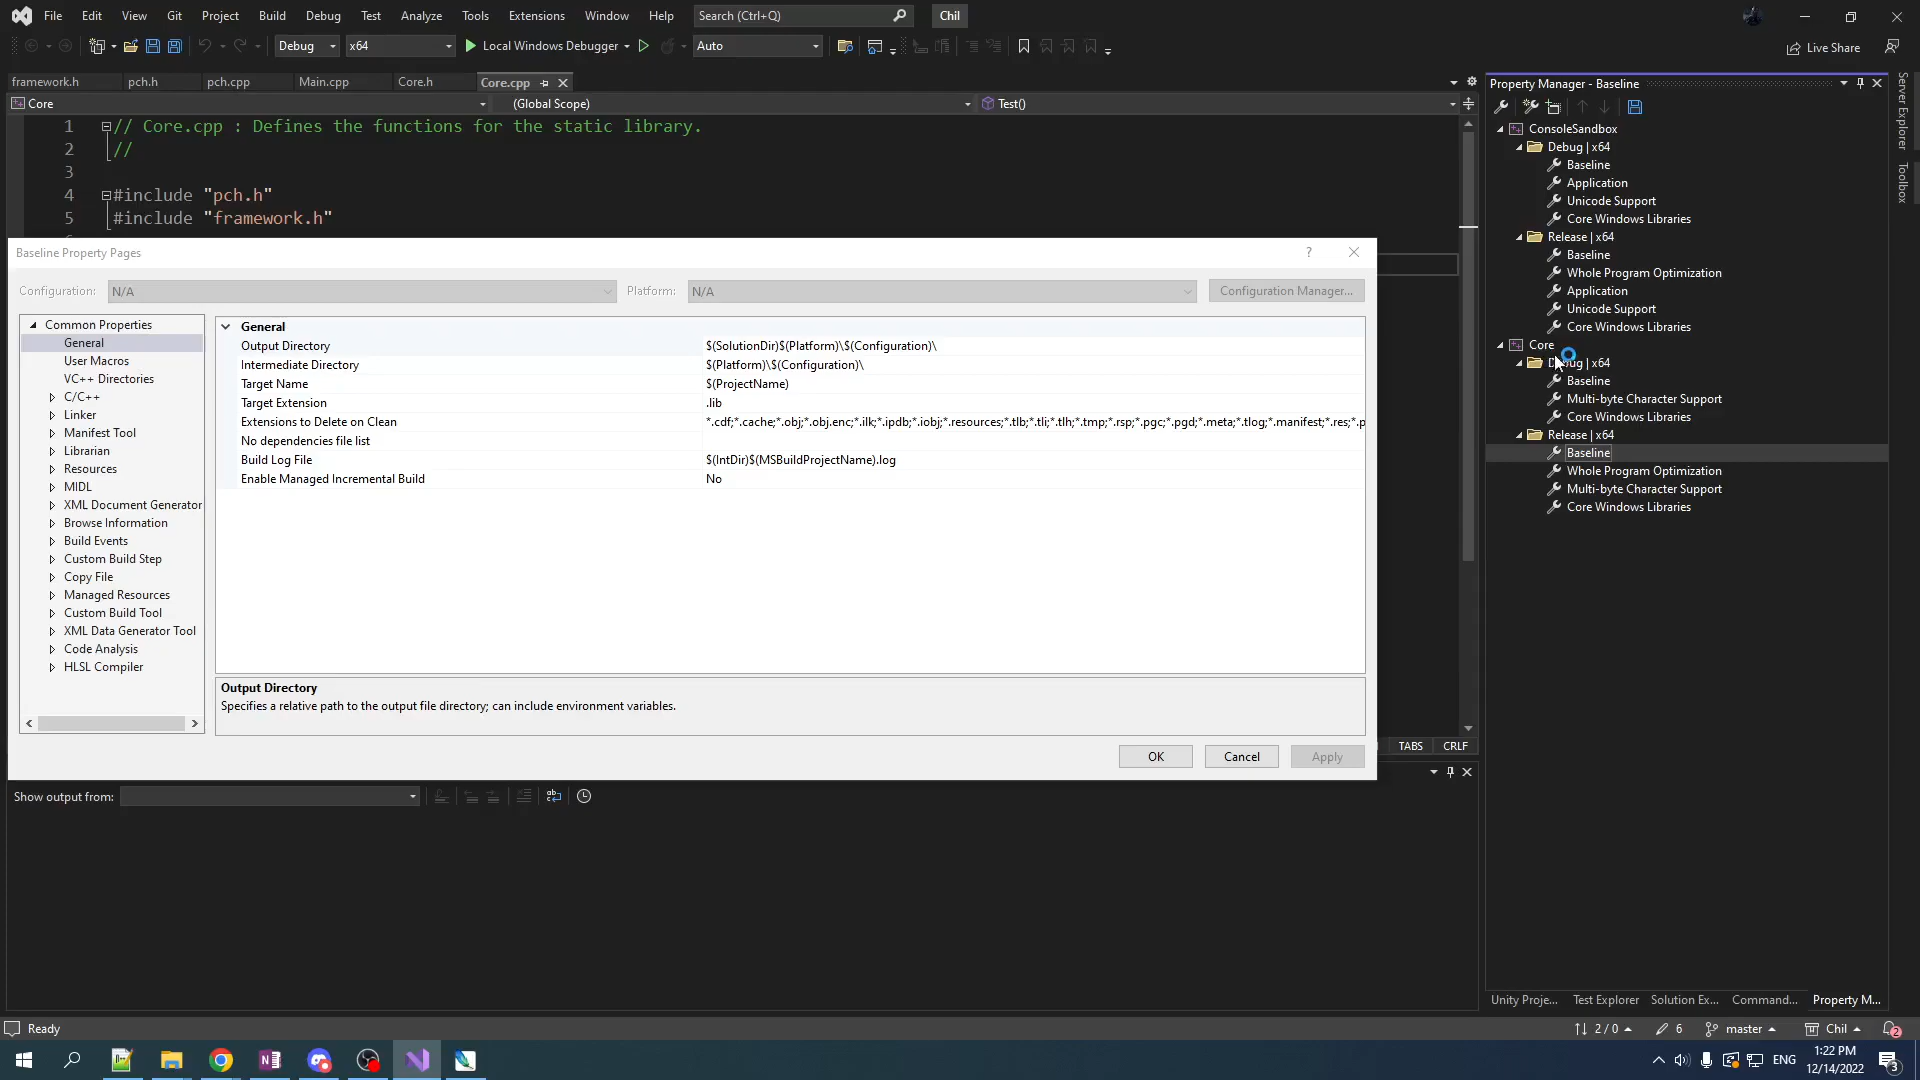 File Edit View Git Project Build Debug Test Analyze Tools Extensions Window Help Search (Ctrl+Q) Chil
Debug x64 Local Windows Debugger Auto Live Share
framework.h pch.h pch.cpp Main.cpp Core.h Core.cpp
Core (Global Scope) Test()
1 // Core.cpp : Defines the functions for the static library.
2 //
3
4 #include "pch.h"
5 #include "framework.h"
Baseline Property Pages ?
Configuration: N/A Platform: N/A Configuration Manager...
Common Properties
General
User Macros
VC++ Directories
C/C++
Linker
Manifest Tool
Librarian
Resources
MIDL
XML Document Generator
Browse Information
Build Events
Custom Build Step
Copy File
Managed Resources
Custom Build Tool
XML Data Generator Tool
Code Analysis
HLSL Compiler
General
Output Directory $(SolutionDir)$(Platform)\$(Configuration)\
Intermediate Directory $(Platform)\$(Configuration)\
Target Name $(ProjectName)
Target Extension .lib
Extensions to Delete on Clean *.cdf;*.cache;*.obj;*.obj.enc;*.ilk;*.ipdb;*.iobj;*.resources;*.tlb;*.tli;*.tlh;*.tmp;*.rsp;*.pgc;*.pgd;*.meta;*.tlog;*.manifest;*.res;*.p
No dependencies file list
Build Log File $(IntDir)$(MSBuildProjectName).log
Enable Managed Incremental Build No
Output Directory
Specifies a relative path to the output file directory; can include environment variables.
OK Cancel Apply
TABS CRLF
Show output from:
Property Manager - Baseline
ConsoleSandbox
Debug | x64
Baseline
Application
Unicode Support
Core Windows Libraries
Release | x64
Baseline
Whole Program Optimization
Application
Unicode Support
Core Windows Libraries
Core
Debug | x64
Baseline
Multi-byte Character Support
Core Windows Libraries
Release | x64
Baseline
Whole Program Optimization
Multi-byte Character Support
Core Windows Libraries
Server Explorer
Toolbox
Unity Proje... Test Explorer Solution Ex... Command... Property M...
Ready 2 / 0 6 master Chil 2
ENG 1:22 PM 3
12/14/2022